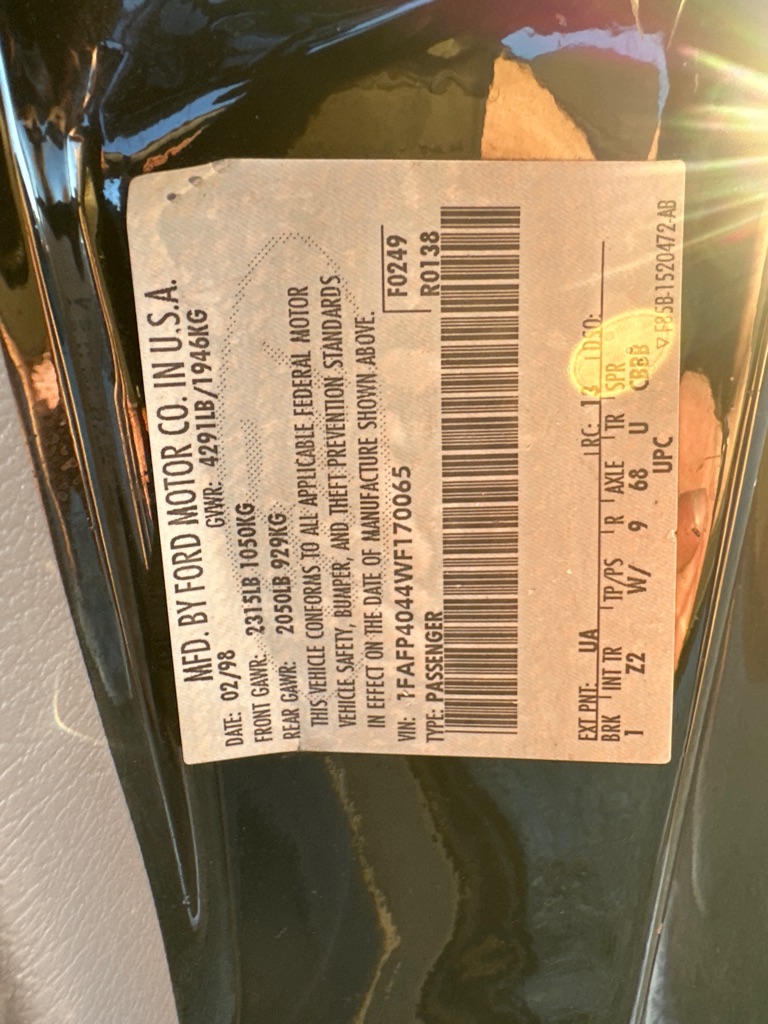 MFD. BY FORD MOTOR CO. IN U.S.A.
DATE: 02/98 GVWR: 4291LB/1946KG
FRONT GAWR: 2315LB 1050KG
REAR GAWR: 2050LB 929KG
THIS VEHICLE CONFORMS TO ALL APPLICABLE FEDERAL MOTOR
VEHICLE SAFETY, BUMPER, AND THEFT PREVENTION STANDARDS
IN EFFECT ON THE DATE OF MANUFACTURE SHOWN ABOVE.
VIN: 1FAFP4044WF170065 F0249
TYPE: PASSENGER R0138
EXT PNT: UA RC: 13 DSO:
BRK INT TR TP/PS R AXLE TR SPR
1 Z2 W/ 9 68 U CBBB
UPC
▽F85B-1520472-AB